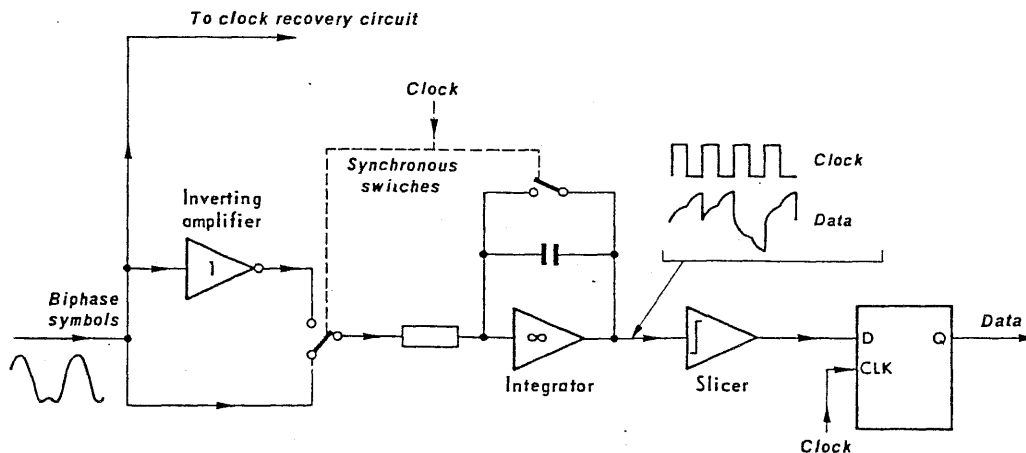 To clock recovery circuit
Clock
Synchronous
switches
Clock
Data
Inverting
amplifier
1
Biphase
symbols
∞
Integrator
Slicer
D Q
CLK
Data
Clock